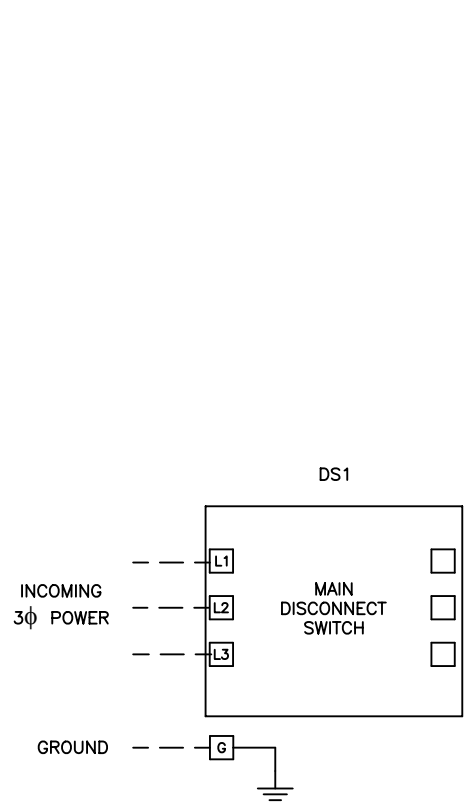 DS1
L1
INCOMING
3ϕ POWER
L2
L3
MAIN
DISCONNECT
SWITCH
GROUND
G